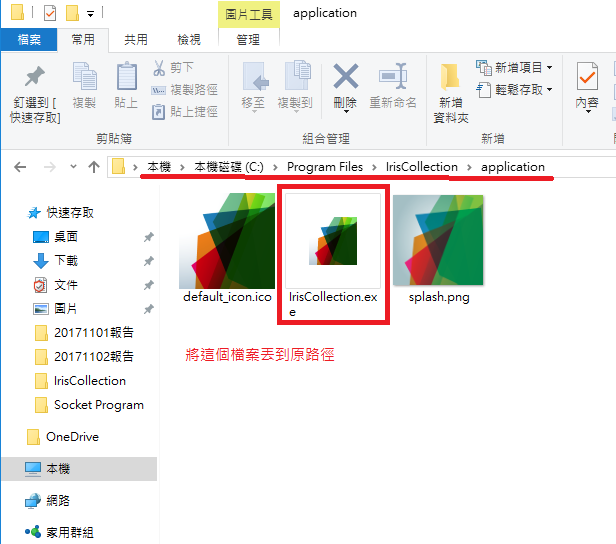 圖片工具
application
檔案
常用
共用
檢視
管理
釘選到 [
快速存取]
複製
貼上
剪下
複製路徑
貼上捷徑
移至
複製到
刪除
重新命名
新增
資料夾
新增項目
輕鬆存取
內容
剪貼簿
組合管理
新增
本機
本機磁碟 (C:)
Program Files
IrisCollection
application
快速存取
桌面
下載
文件
圖片
20171101報告
20171102報告
IrisCollection
Socket Program
OneDrive
本機
網路
家用群組
default_icon.ico
IrisCollection.ex
e
splash.png
將這個檔案丟到原路徑